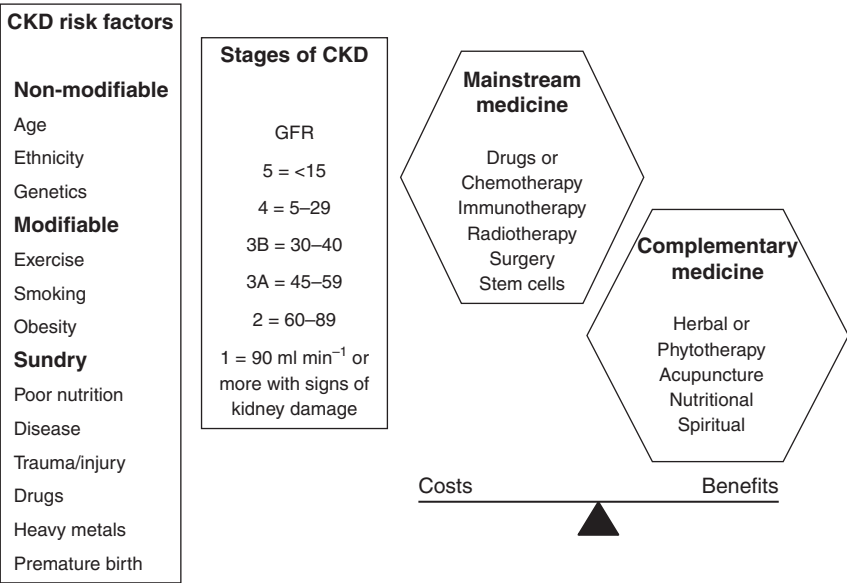 CKD risk factors
Non-modifiable
Age
Ethnicity
Genetics
Modifiable
Exercise
Smoking
Obesity
Sundry
Poor nutrition
Disease
Trauma/injury
Drugs
Heavy metals
Premature birth
Stages of CKD
GFR
5 = <15
4 = 5–29
3B = 30–40
3A = 45–59
2 = 60–89
1 = 90 ml min⁻¹ or
more with signs of
kidney damage
Mainstream
medicine
Drugs or
Chemotherapy
Immunotherapy
Radiotherapy
Surgery
Stem cells
Complementary
medicine
Herbal or
Phytotherapy
Acupuncture
Nutritional
Spiritual
Costs
Benefits